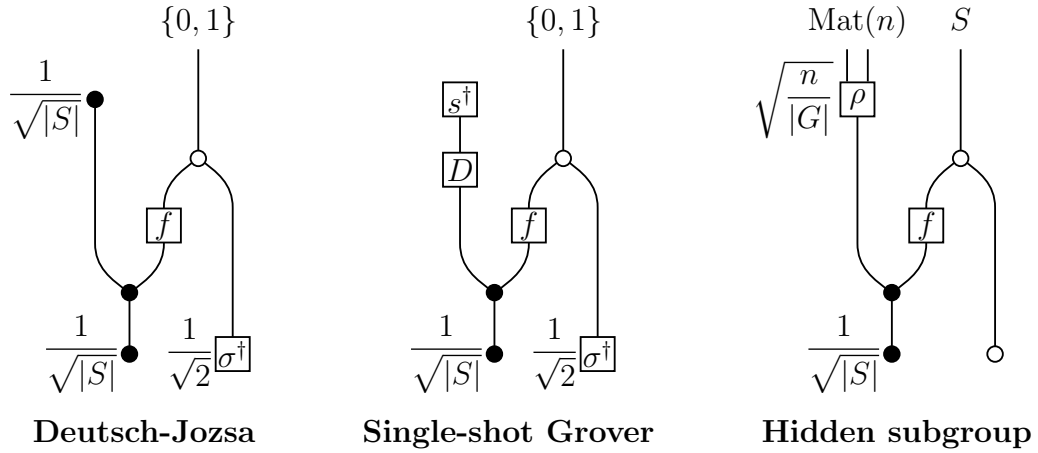 {0, 1} {0, 1} Mat(n) S
1/√|S| s† √(n/|G|) ρ
D
f f f
1/√|S| 1/√2 σ† 1/√|S| 1/√2 σ† 1/√|S|
Deutsch-Jozsa Single-shot Grover Hidden subgroup